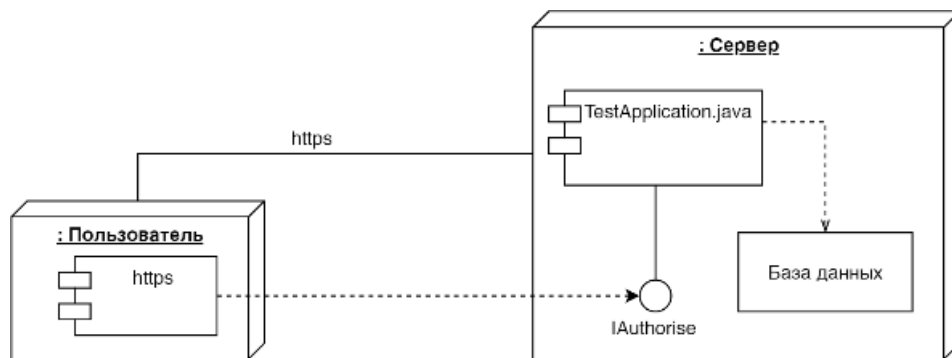 : Сервер
TestApplication.java
https
: Пользователь
https
База данных
IAuthorise